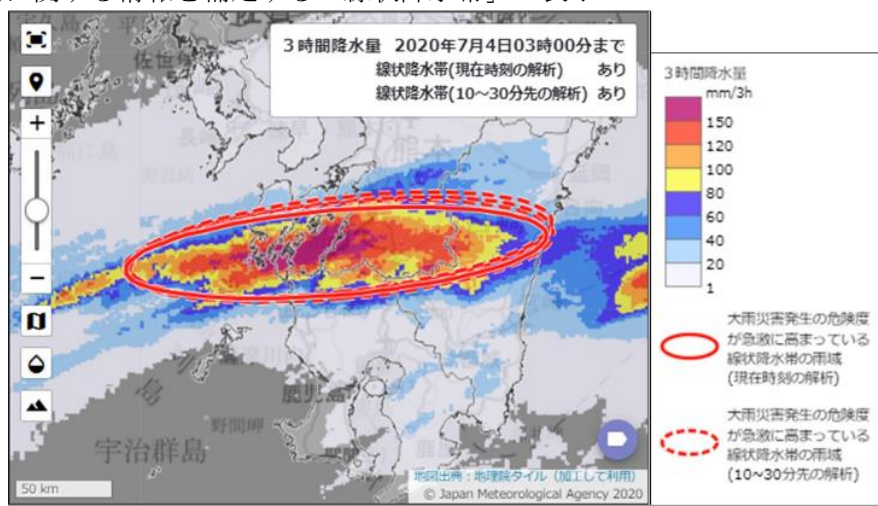 3時間降水量 2020年7月4日03時00分まで
線状降水帯(現在時刻の解析) あり
線状降水帯(10～30分先の解析) あり
佐世保
熊本
鹿児島
野間岬
宇治群島
50 km
地図出典：地理院タイル（加工して利用）
© Japan Meteorological Agency 2020
3時間降水量
mm/3h
150
120
100
80
60
40
20
1
大雨災害発生の危険度
が急激に高まっている
線状降水帯の雨域
(現在時刻の解析)
大雨災害発生の危険度
が急激に高まっている
線状降水帯の雨域
(10～30分先の解析)